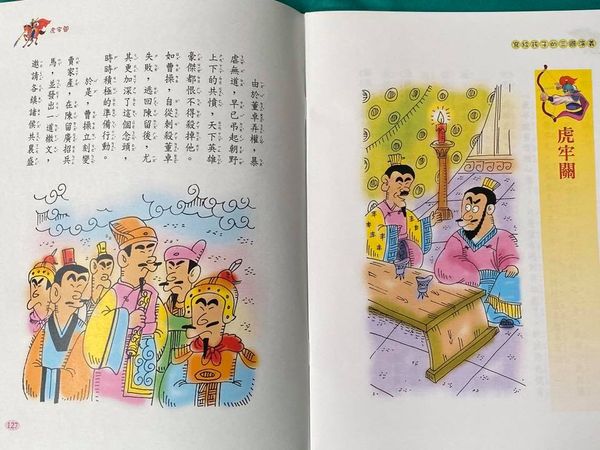 寫給孩子的三國演義
虎牢關
虎牢關
由於董卓弄權，暴
虐無道，早已引起朝野
上下的共憤，天下英雄
豪傑都恨不得殺掉他。
如曹操，自從刺殺董卓
失敗，逃回陳留後，尤
其更加深了這個念頭，
時時積極的準備行動。
於是，曹操立刻變
賣家產，在陳留廣招兵
馬，並發出一道檄文，
邀請各鎮諸侯共襄盛
127